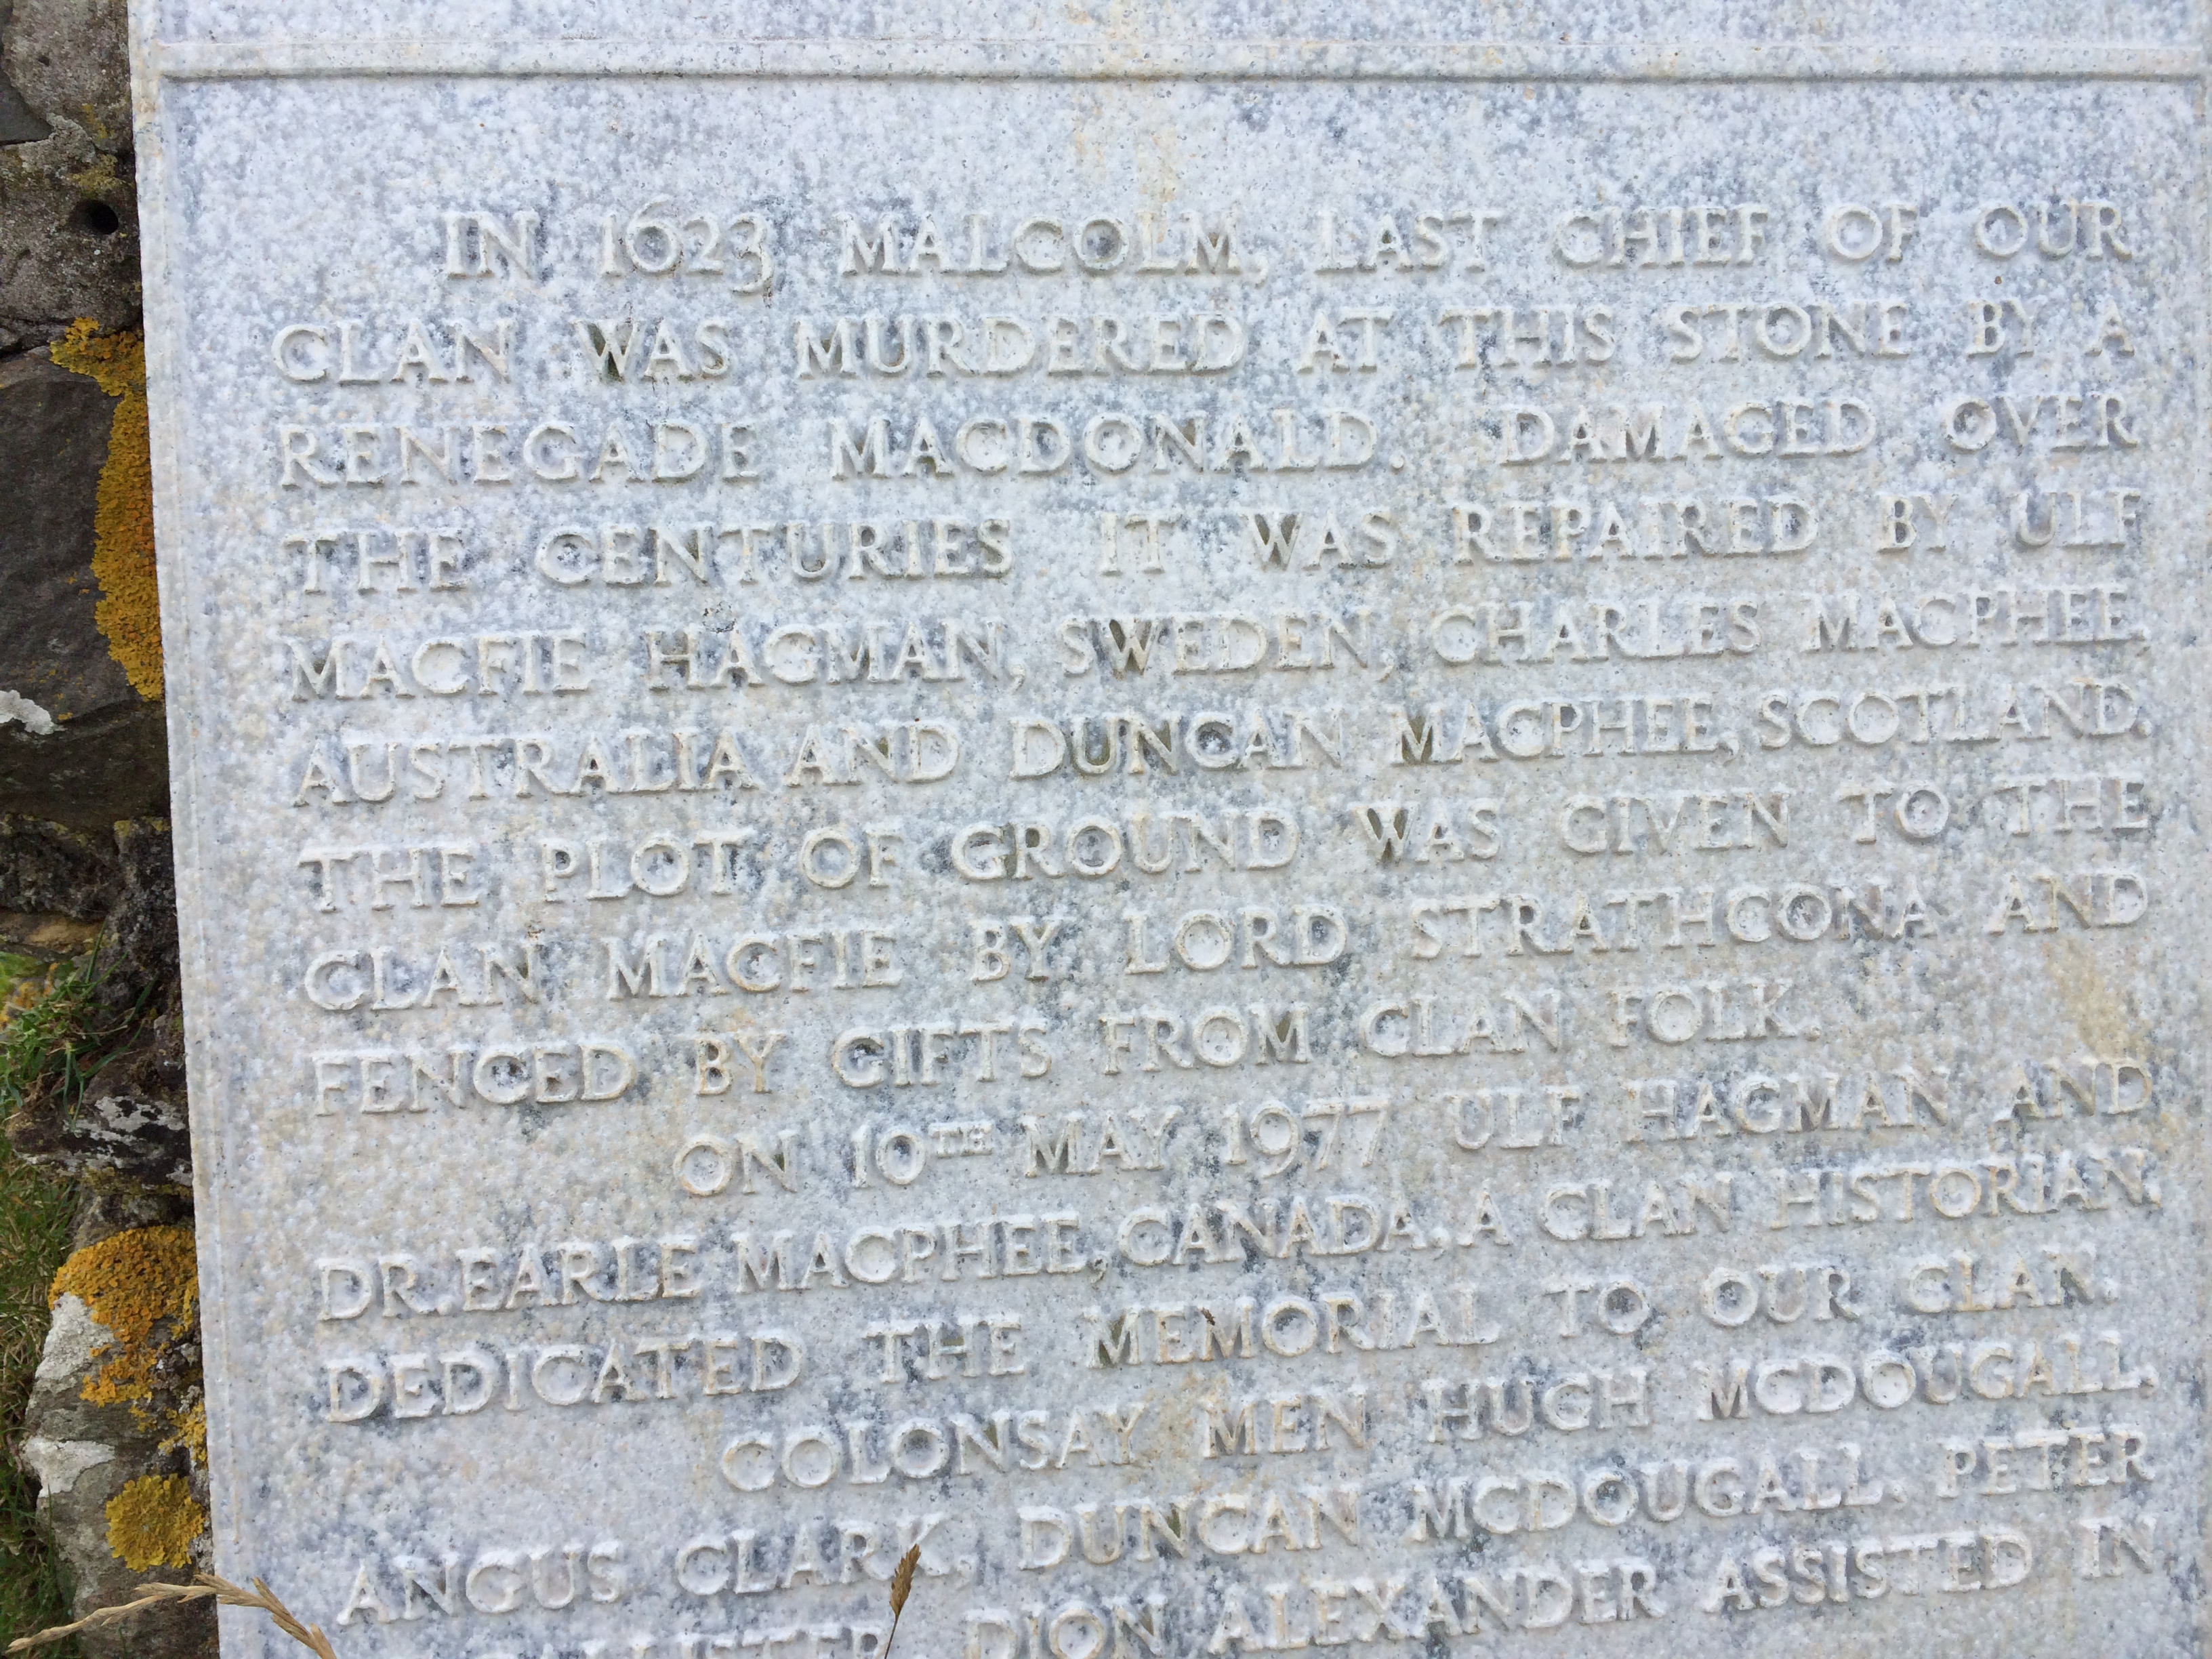 IN 1623 MALCOLM, LAST CHIEF OF OUR
CLAN WAS MURDERED AT THIS STONE BY A
RENEGADE MACDONALD. DAMAGED OVER
THE CENTURIES IT WAS REPAIRED BY ULF
MACFIE HAGMAN, SWEDEN, CHARLES MACPHEE,
AUSTRALIA AND DUNCAN MACPHEE, SCOTLAND.
THE PLOT OF GROUND WAS GIVEN TO THE
CLAN MACFIE BY LORD STRATHCONA AND
FENCED BY GIFTS FROM CLAN FOLK.
ON 10TH MAY 1977 ULF HAGMAN AND
DR. EARLE MACPHEE, CANADA, A CLAN HISTORIAN,
DEDICATED THE MEMORIAL TO OUR CLAN.
COLONSAY MEN HUGH MCDOUGALL,
ANGUS CLARK, DUNCAN MCDOUGALL, PETER
DION ALEXANDER ASSISTED IN